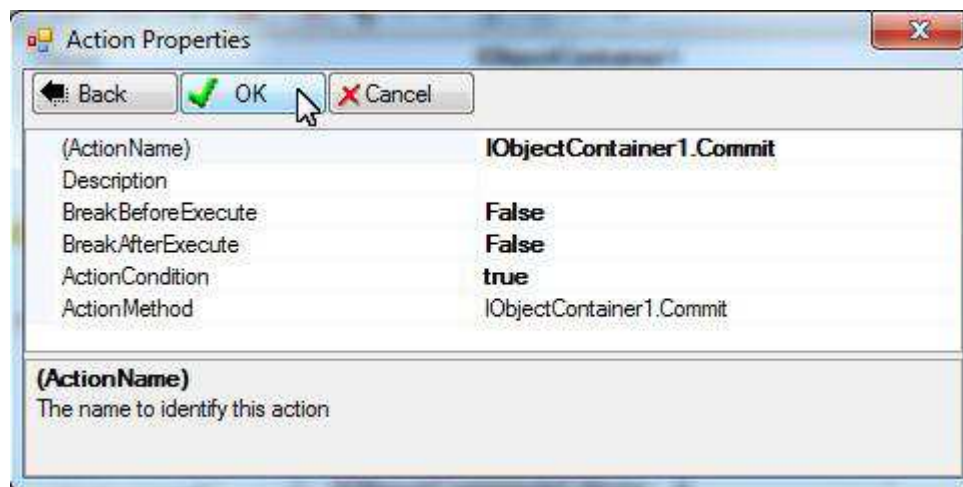 Action Properties
Back OK Cancel
(ActionName) IObjectContainer1.Commit
Description
BreakBeforeExecute False
BreakAfterExecute False
ActionCondition true
ActionMethod IObjectContainer1.Commit
(ActionName)
The name to identify this action